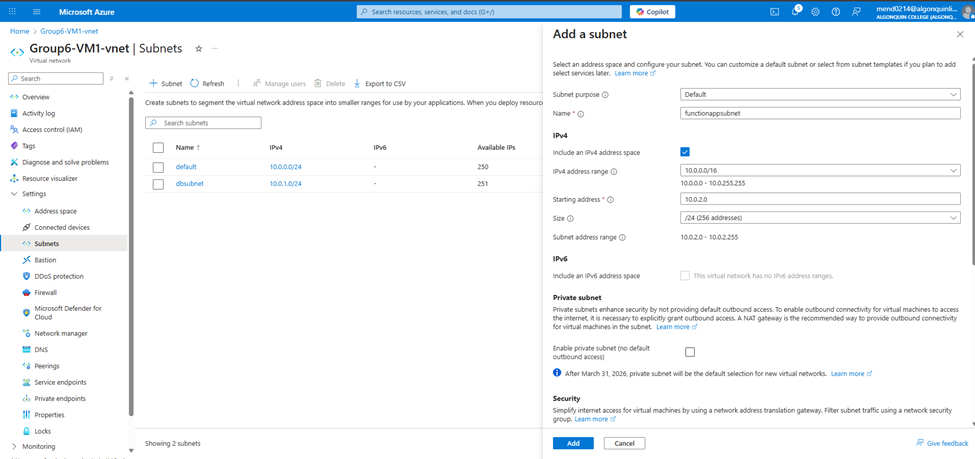 Microsoft Azure
Search resources, services, and docs (G+/)
Copilot
3
mend0214@algonquinli...
ALGONQUIN COLLEGE (ALGONQ...
Home > Group6-VM1-vnet >
Group6-VM1-vnet | Subnets
Virtual network
Search
Overview
Activity log
Access control (IAM)
Tags
Diagnose and solve problems
Resource visualizer
Settings
Address space
Connected devices
Subnets
Bastion
DDoS protection
Firewall
Microsoft Defender for
Cloud
Network manager
DNS
Peerings
Service endpoints
Private endpoints
Properties
Locks
Monitoring
+ Subnet Refresh Manage users Delete Export to CSV
Create subnets to segment the virtual network address space into smaller ranges for use by your applications. When you deploy resource
Search subnets
Name ↑ IPv4 IPv6 Available IPs
default 10.0.0.0/24 - 250
dbsubnet 10.0.1.0/24 - 251
Showing 2 subnets
Add a subnet
Select an address space and configure your subnet. You can customize a default subnet or select from subnet templates if you plan to add
select services later. Learn more
Subnet purpose Default
Name * functionappsubnet
IPv4
Include an IPv4 address space
IPv4 address range 10.0.0.0/16
10.0.0.0 - 10.0.255.255
Starting address * 10.0.2.0
Size /24 (256 addresses)
Subnet address range 10.0.2.0 - 10.0.2.255
IPv6
Include an IPv6 address space This virtual network has no IPv6 address ranges.
Private subnet
Private subnets enhance security by not providing default outbound access. To enable outbound connectivity for virtual machines to access
the internet, it is necessary to explicitly grant outbound access. A NAT gateway is the recommended way to provide outbound connectivity
for virtual machines in the subnet. Learn more
Enable private subnet (no default
outbound access)
After March 31, 2026, private subnet will be the default selection for new virtual networks. Learn more
Security
Simplify internet access for virtual machines by using a network address translation gateway. Filter subnet traffic using a network security
group. Learn more
Add Cancel
Give feedback